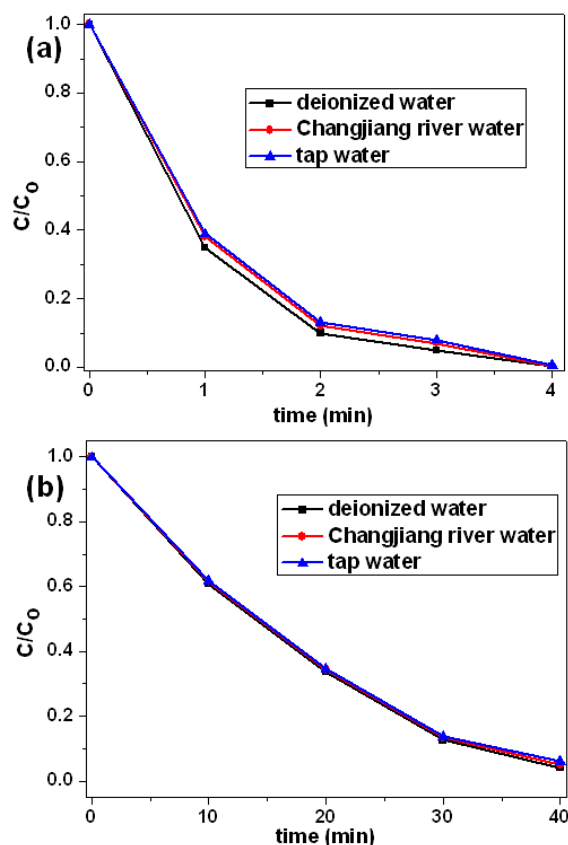 (a)
1.0
0.8
0.6
0.4
0.2
0.0
C/C0
deionized water
Changjiang river water
tap water
0 1 2 3 4
time (min)
(b)
1.0
0.8
0.6
0.4
0.2
0.0
C/C0
deionized water
Changjiang river water
tap water
0 10 20 30 40
time (min)